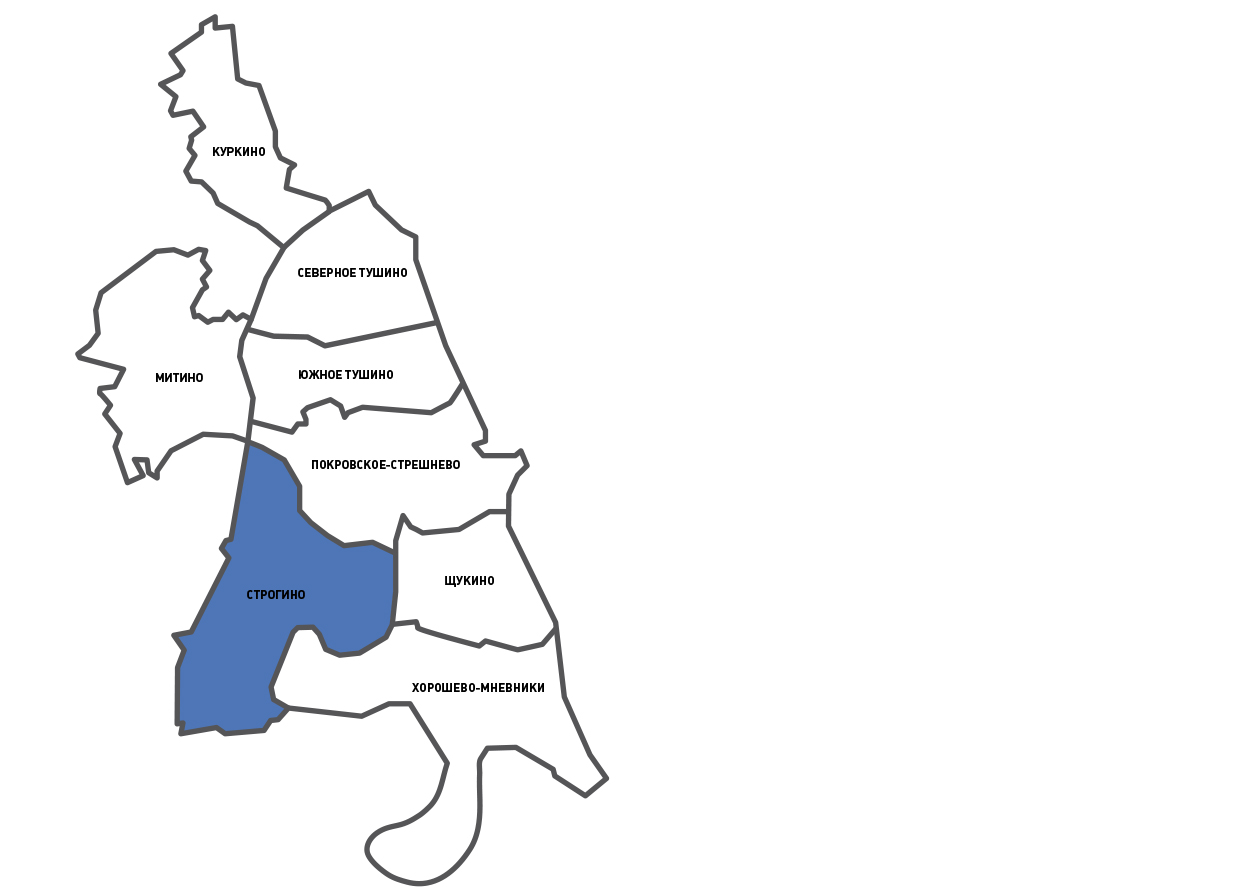 КУРКИНО
СЕВЕРНОЕ ТУШИНО
ЮЖНОЕ ТУШИНО
МИТИНО
ПОКРОВСКОЕ-СТРЕШНЕВО
ЩУКИНО
СТРОГИНО
ХОРОШЕВО-МНЕВНИКИ